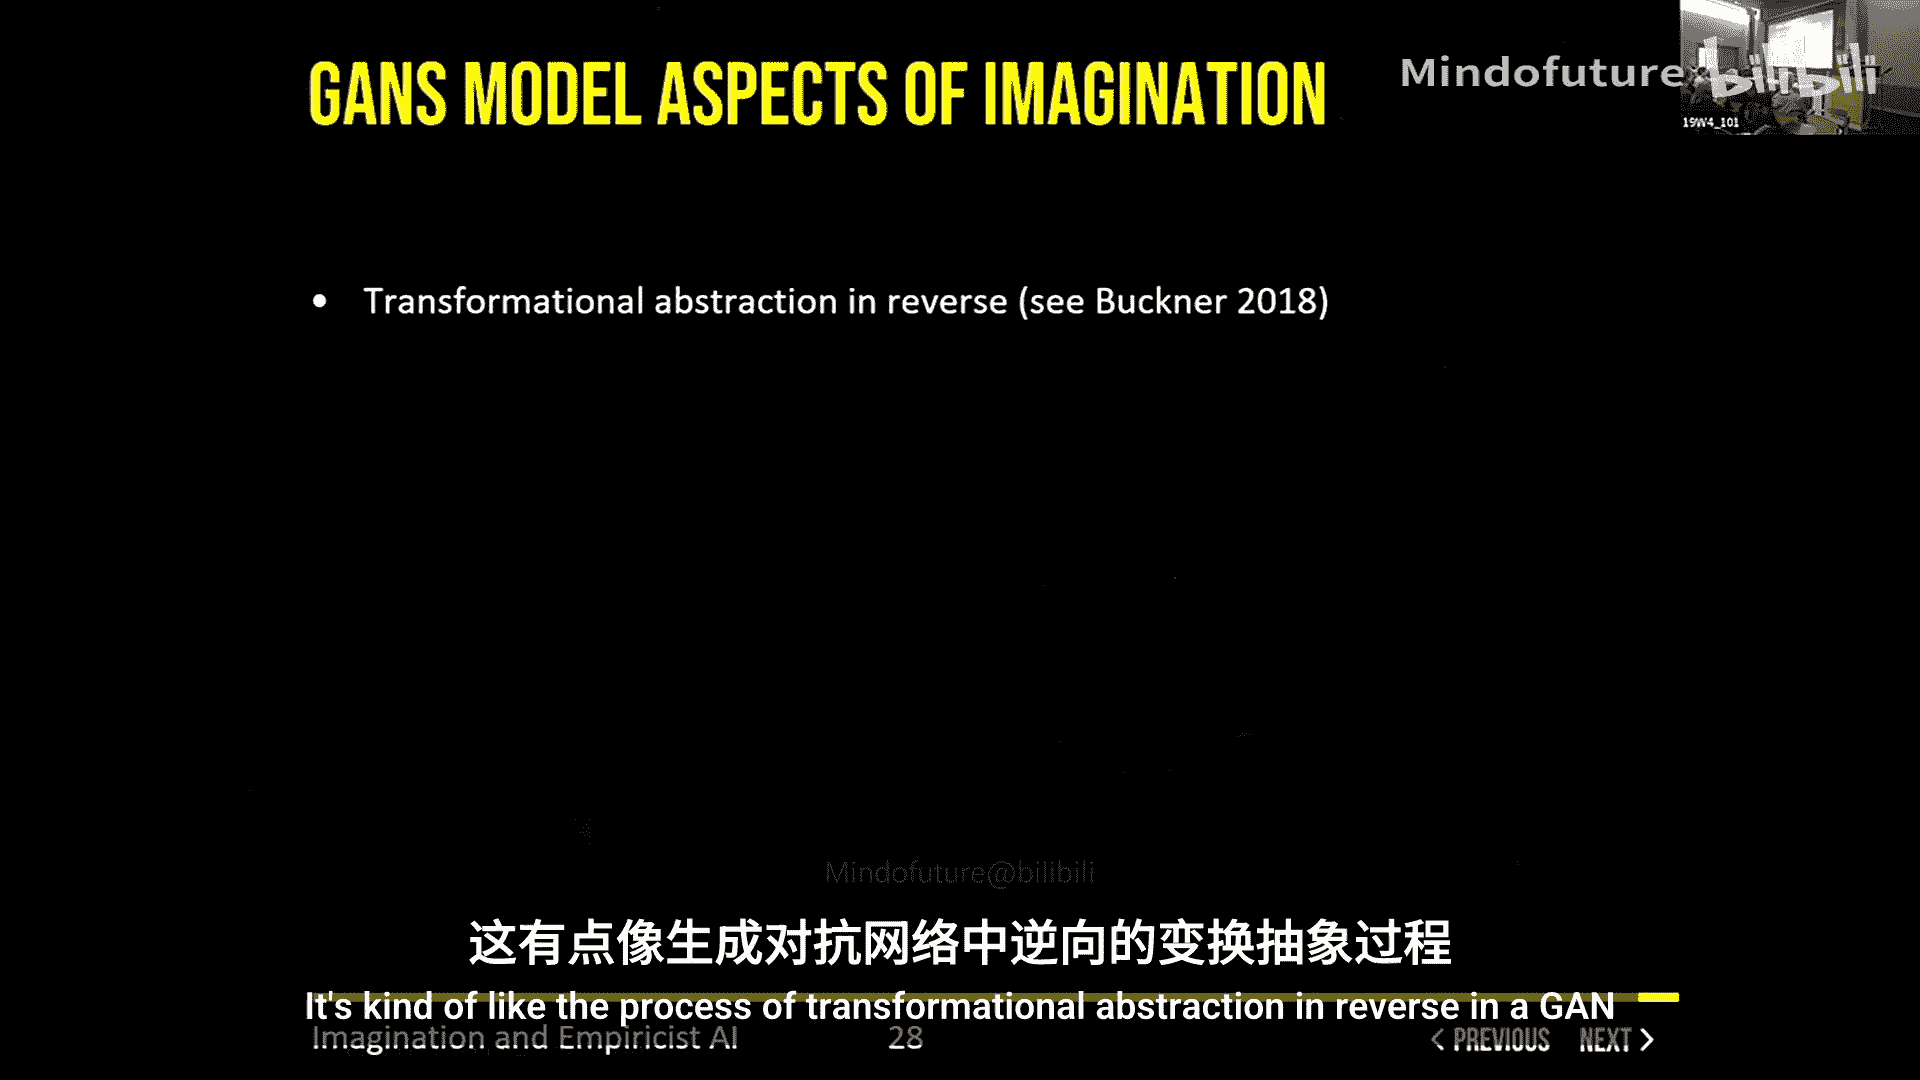 GANS MODEL ASPECTS OF IMAGINATION
Mindofuture
bilibili
19W4_101
• Transformational abstraction in reverse (see Buckner 2018)
Mindofuture@bilibili
这有点像生成对抗网络中逆向的变换抽象过程
It's kind of like the process of transformational abstraction in reverse in a GAN
Imagination and Empiricist AI
28
< PREVIOUS NEXT >